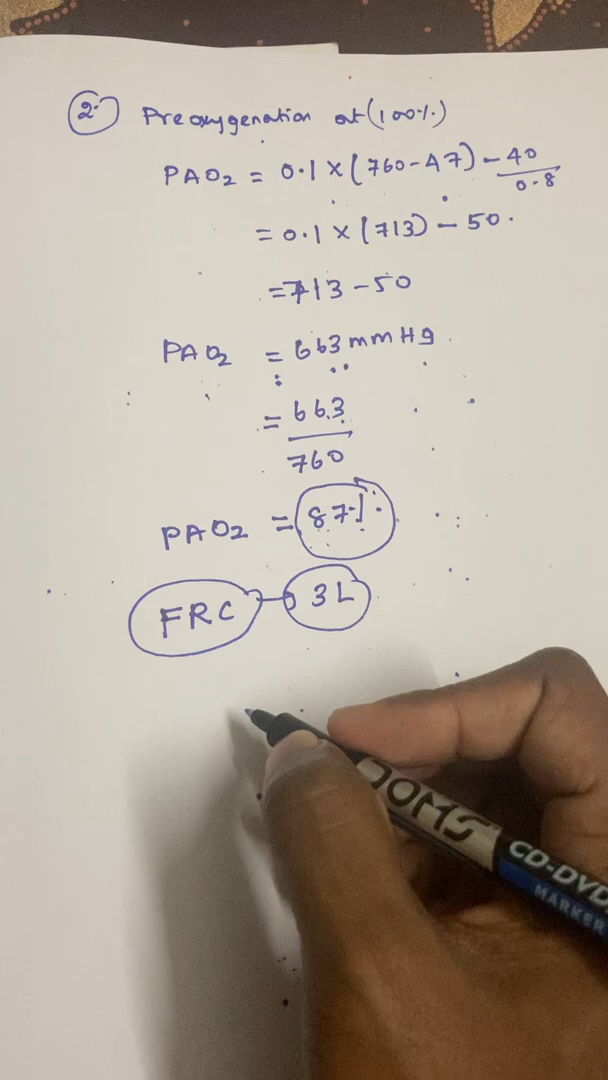 2. Preoxygenation at (100%)
PAO2 = 0.1 × (760-47) - 40/0.8
= 0.1 × (713) - 50.
= 713 - 50
PAO2 = 663 mmHg
= 663/760
PAO2 = 87%
FRC → 3L
DOMS
CD-DVD
MARKER